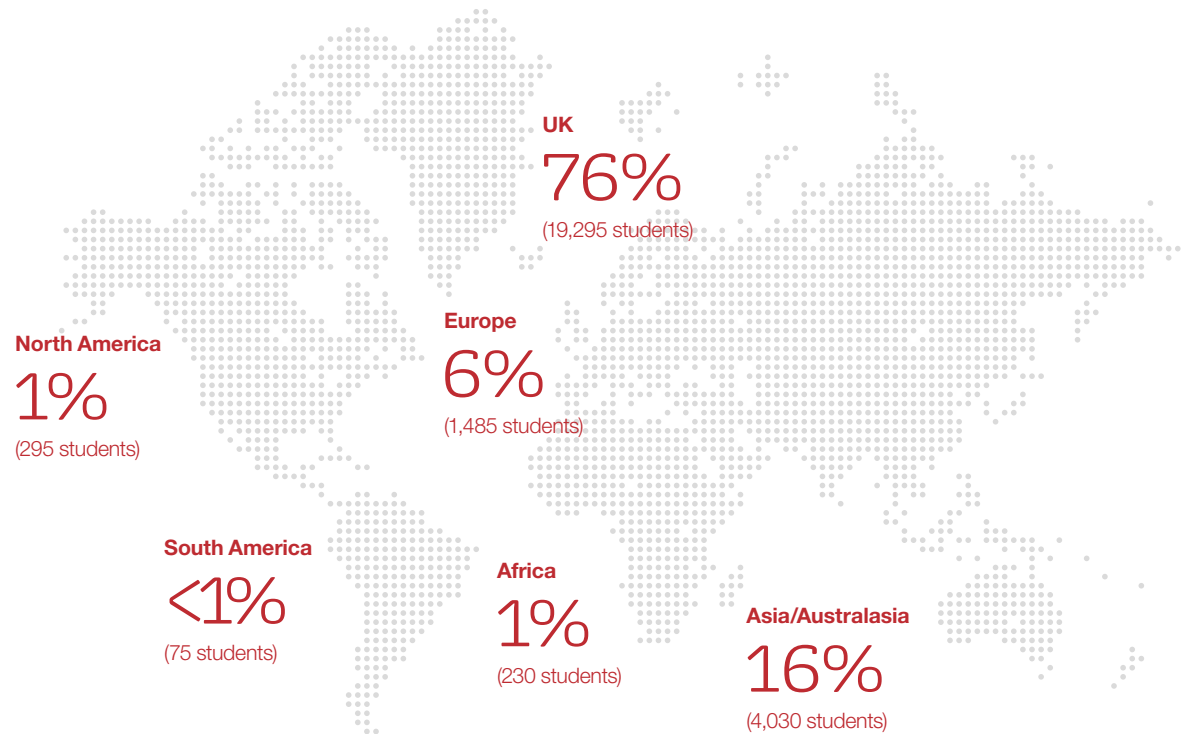 UK
76%
(19,295 students)
Europe
6%
(1,485 students)
North America
1%
(295 students)
South America
<1%
(75 students)
Africa
1%
(230 students)
Asia/Australasia
16%
(4,030 students)